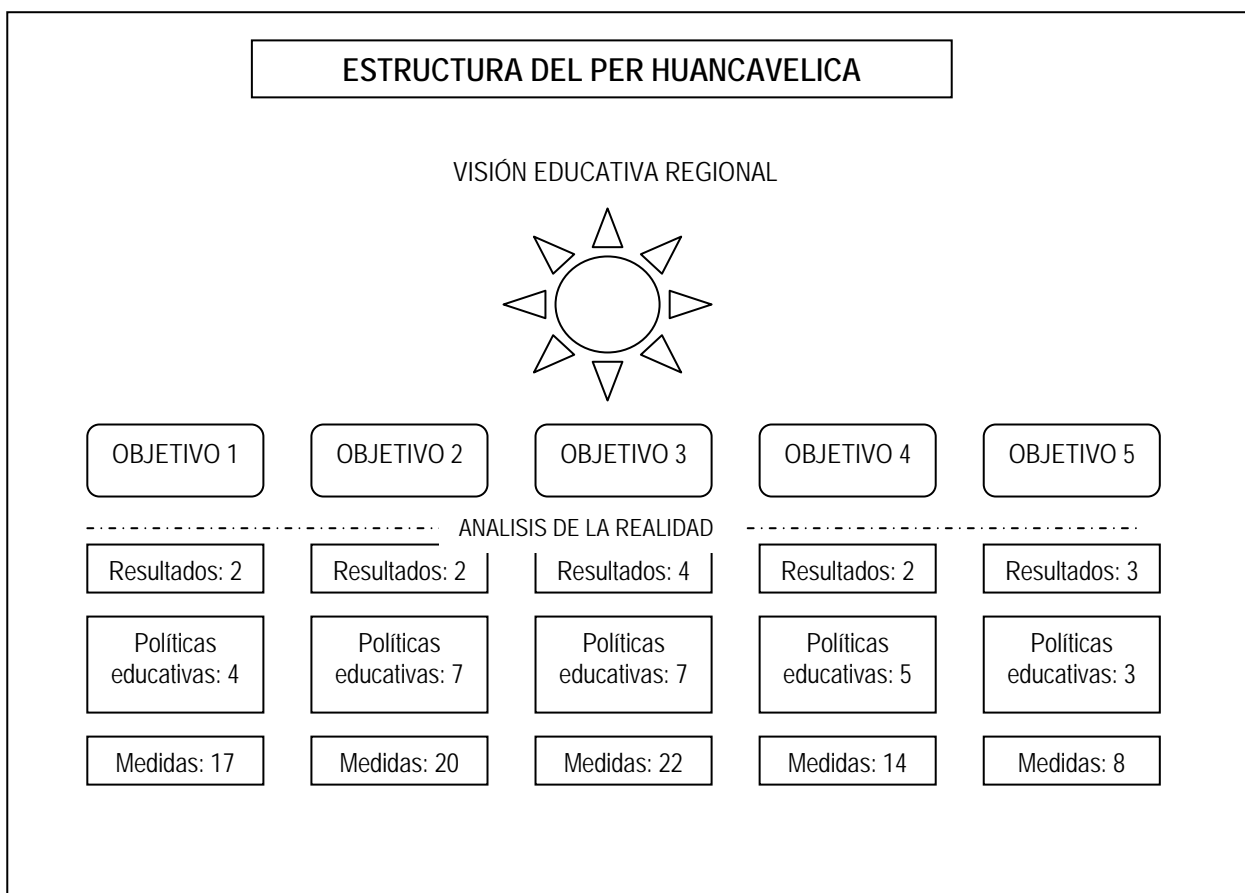 ESTRUCTURA DEL PER HUANCAVELICA
VISIÓN EDUCATIVA REGIONAL
OBJETIVO 1
OBJETIVO 2
OBJETIVO 3
OBJETIVO 4
OBJETIVO 5
ANALISIS DE LA REALIDAD
Resultados: 2
Resultados: 2
Resultados: 4
Resultados: 2
Resultados: 3
Políticas
educativas: 4
Políticas
educativas: 7
Políticas
educativas: 7
Políticas
educativas: 5
Políticas
educativas: 3
Medidas: 17
Medidas: 20
Medidas: 22
Medidas: 14
Medidas: 8